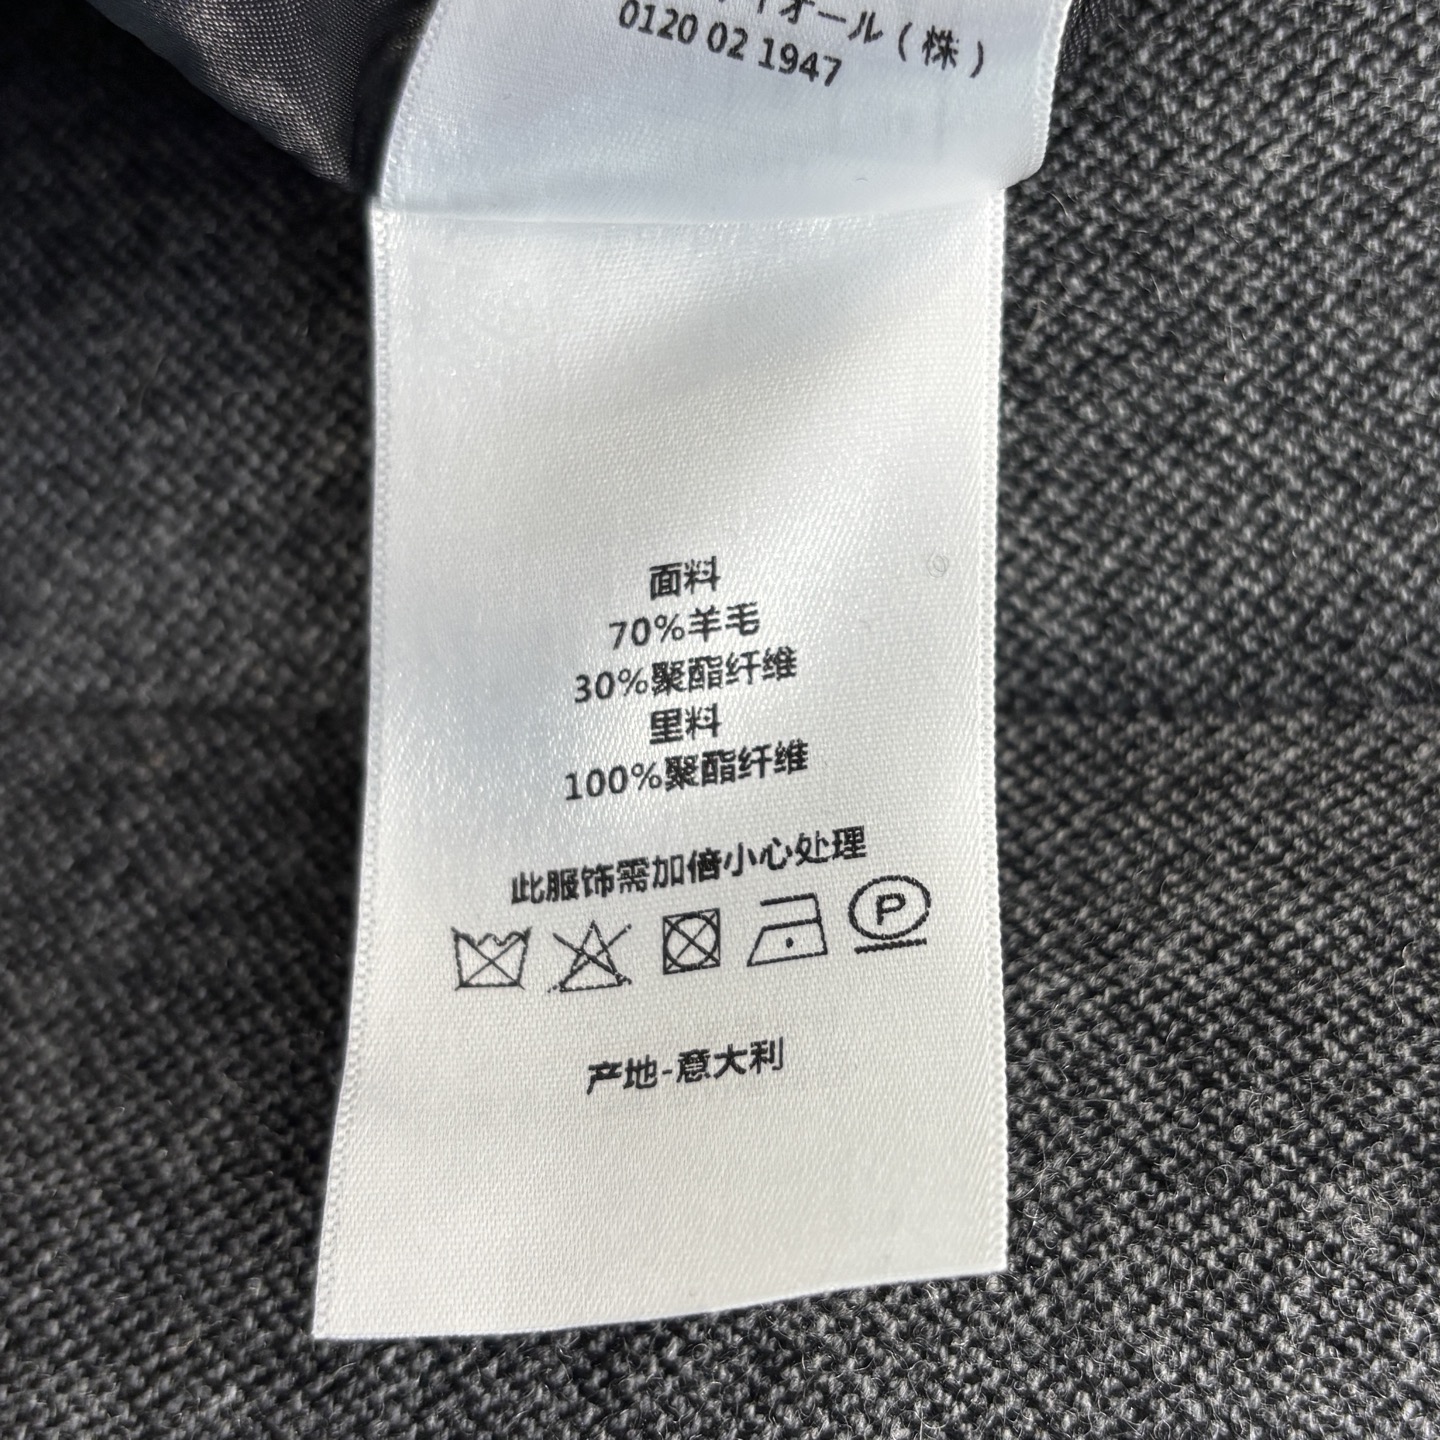 ィオール（株）
0120 02 1947
面料
70%羊毛
30%聚酯纤维
里料
100%聚酯纤维
此服饰需加倍小心处理
P
产地-意大利